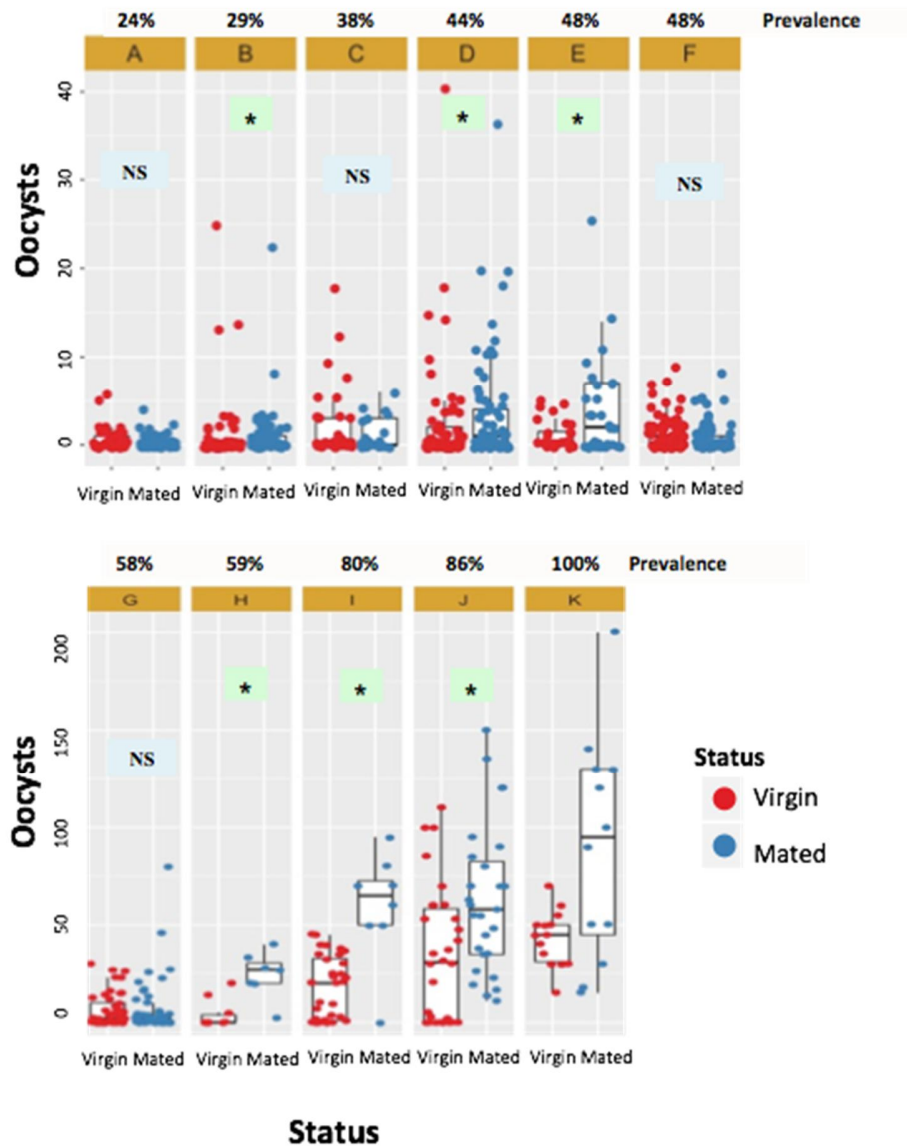 24% 29% 38% 44% 48% 48% Prevalence
A B C D E F
Oocysts
40
30
20
10
0
* * *
NS NS NS
Virgin Mated Virgin Mated Virgin Mated Virgin Mated Virgin Mated Virgin Mated
58% 59% 80% 86% 100% Prevalence
G H I J K
Oocysts
200
150
100
50
0
* * *
NS
Status
Virgin
Mated
Virgin Mated Virgin Mated Virgin Mated Virgin Mated Virgin Mated
Status